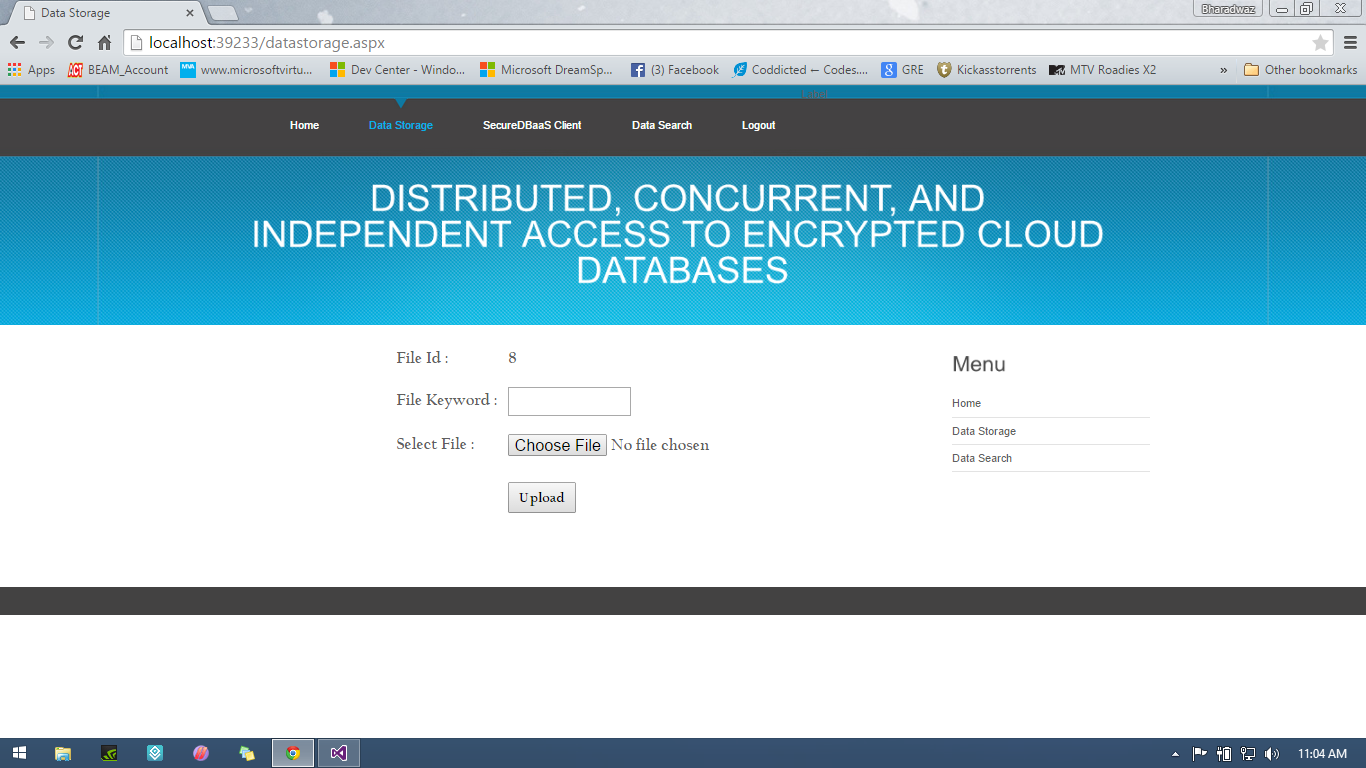 Data Storage
Bharadwaz
localhost:39233/datastorage.aspx
Apps ACT BEAM_Account MVA www.microsoftvirtu... Dev Center - Windo... Microsoft DreamSp... (3) Facebook Coddicted ← Codes.... GRE Kickasstorrents MTV Roadies X2 » Other bookmarks
Label
Home Data Storage SecureDBaaS Client Data Search Logout
DISTRIBUTED, CONCURRENT, AND
INDEPENDENT ACCESS TO ENCRYPTED CLOUD
DATABASES
File Id : 8
File Keyword :
Select File : Choose File No file chosen
Upload
Menu
Home
Data Storage
Data Search
11:04 AM